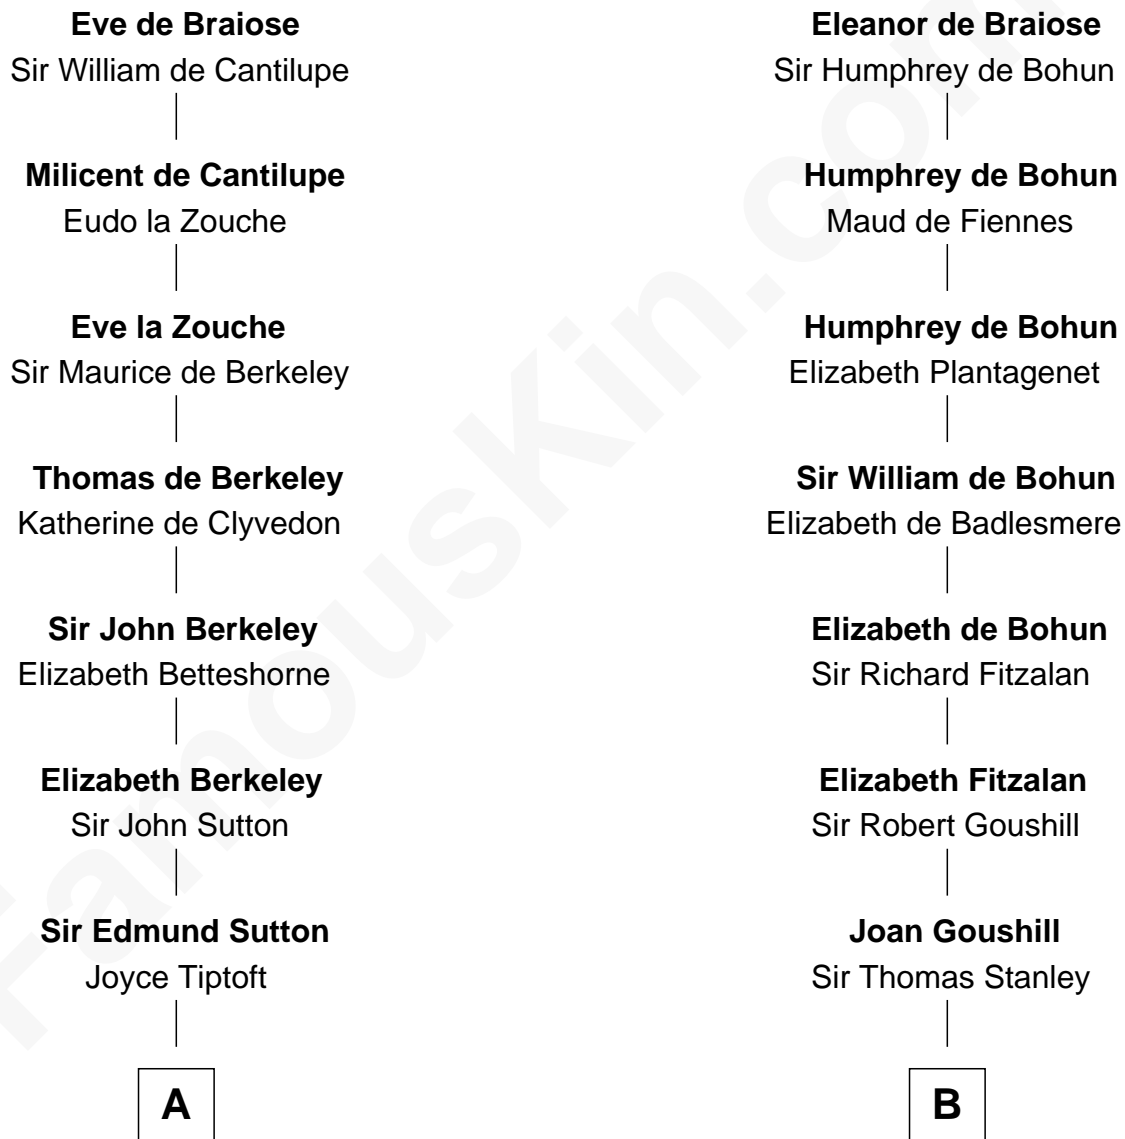 Eve de Braiose
Sir William de Cantilupe
Milicent de Cantilupe
Eudo la Zouche
Eve la Zouche
Sir Maurice de Berkeley
Thomas de Berkeley
Katherine de Clyvedon
Sir John Berkeley
Elizabeth Betteshorne
Elizabeth Berkeley
Sir John Sutton
Sir Edmund Sutton
Joyce Tiptoft
A
Eleanor de Braiose
Sir Humphrey de Bohun
Humphrey de Bohun
Maud de Fiennes
Humphrey de Bohun
Elizabeth Plantagenet
Sir William de Bohun
Elizabeth de Badlesmere
Elizabeth de Bohun
Sir Richard Fitzalan
Elizabeth Fitzalan
Sir Robert Goushill
Joan Goushill
Sir Thomas Stanley
B
FamousKin.com